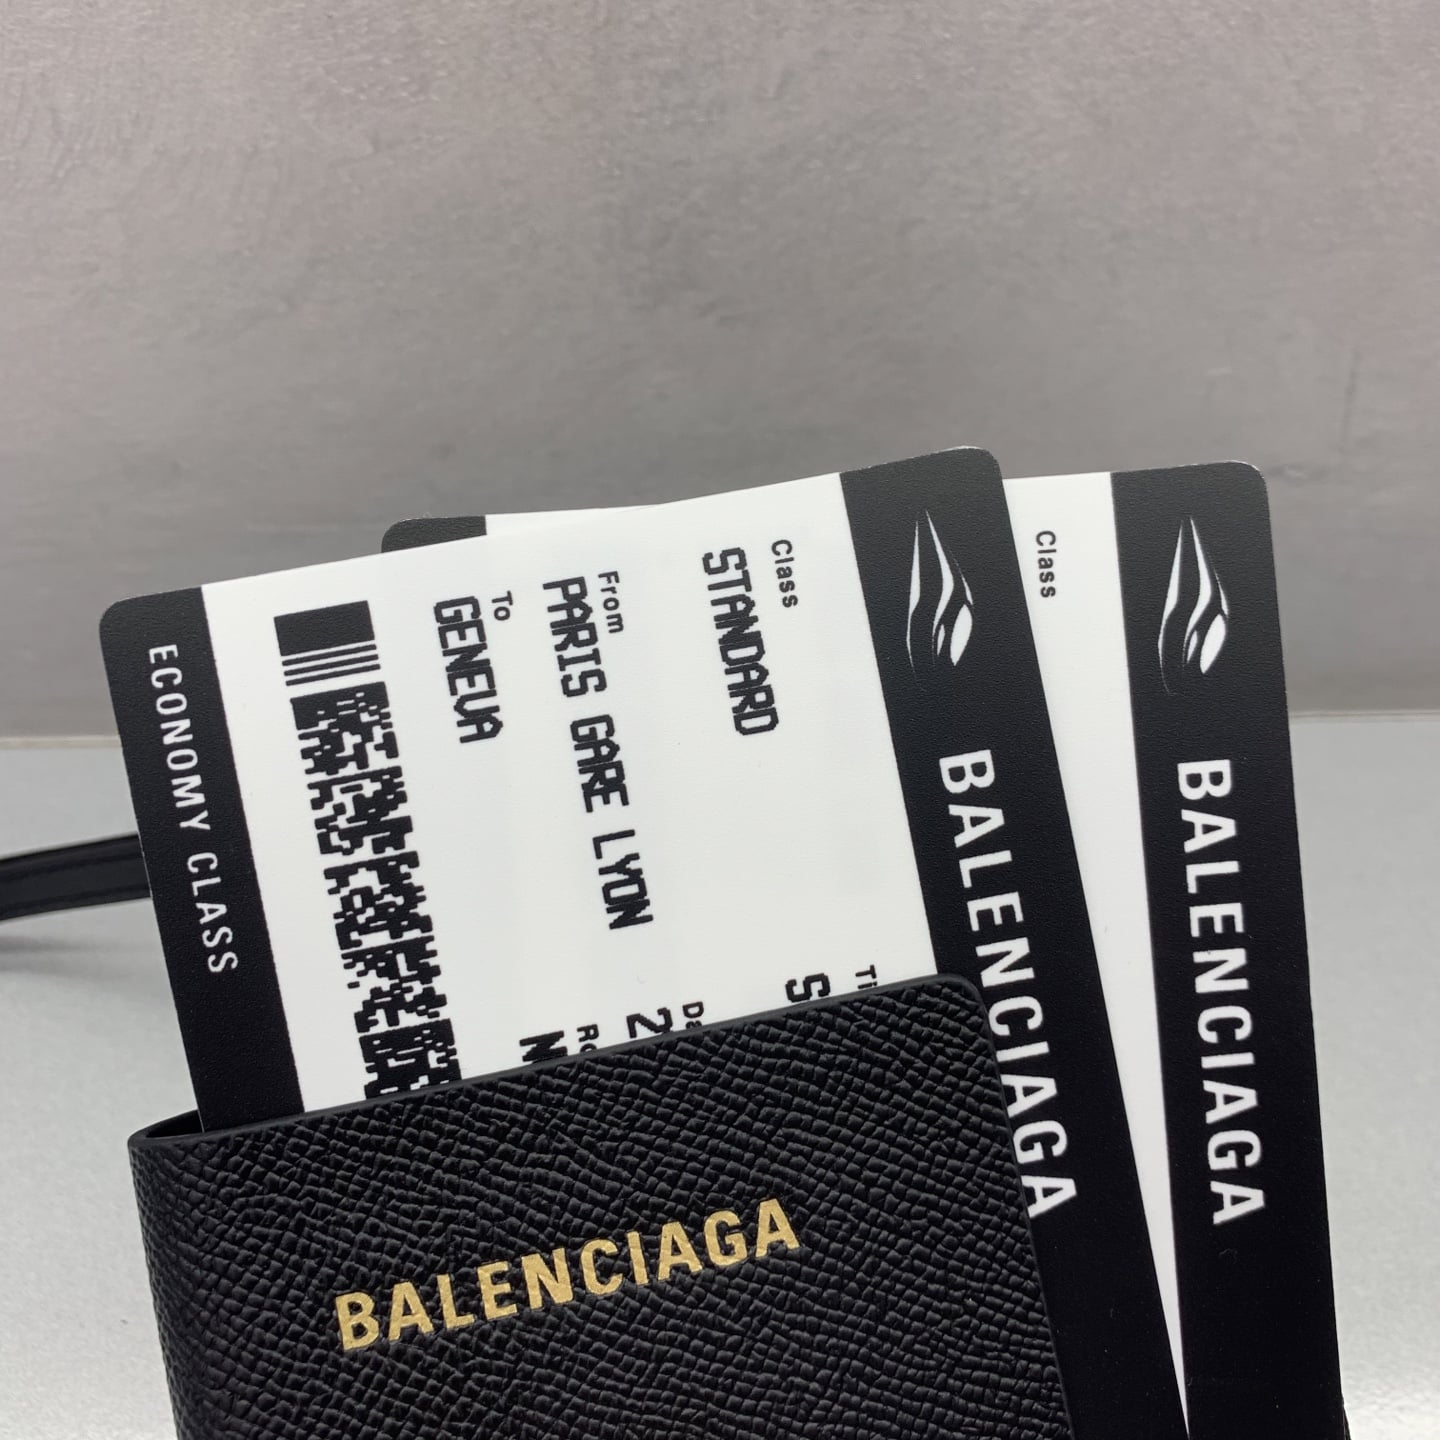 BALENCIAGA
Class
STANDARD
From
PARIS GARE LYON
To
GENEVA
ECONOMY CLASS
BALENCIAGA
Class
BALENCIAGA